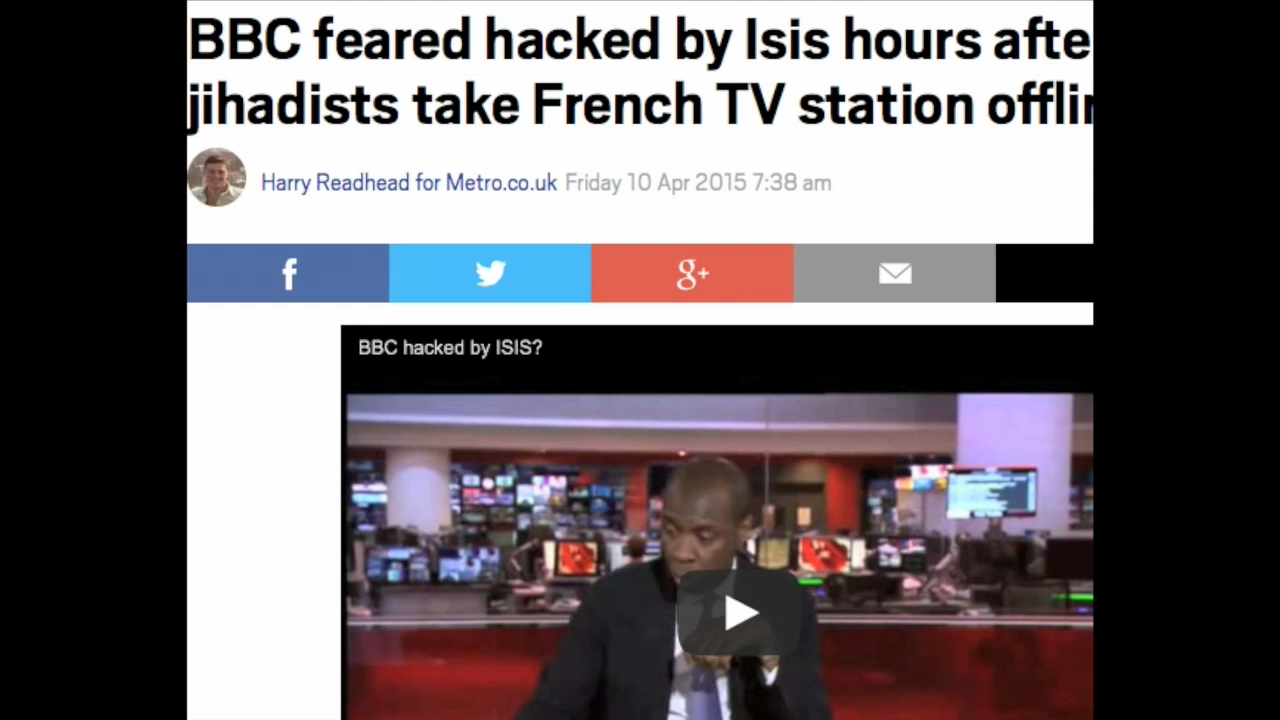 BBC feared hacked by Isis hours afte
jihadists take French TV station offli
Harry Readhead for Metro.co.uk Friday 10 Apr 2015 7:38 am
f
g+
BBC hacked by ISIS?